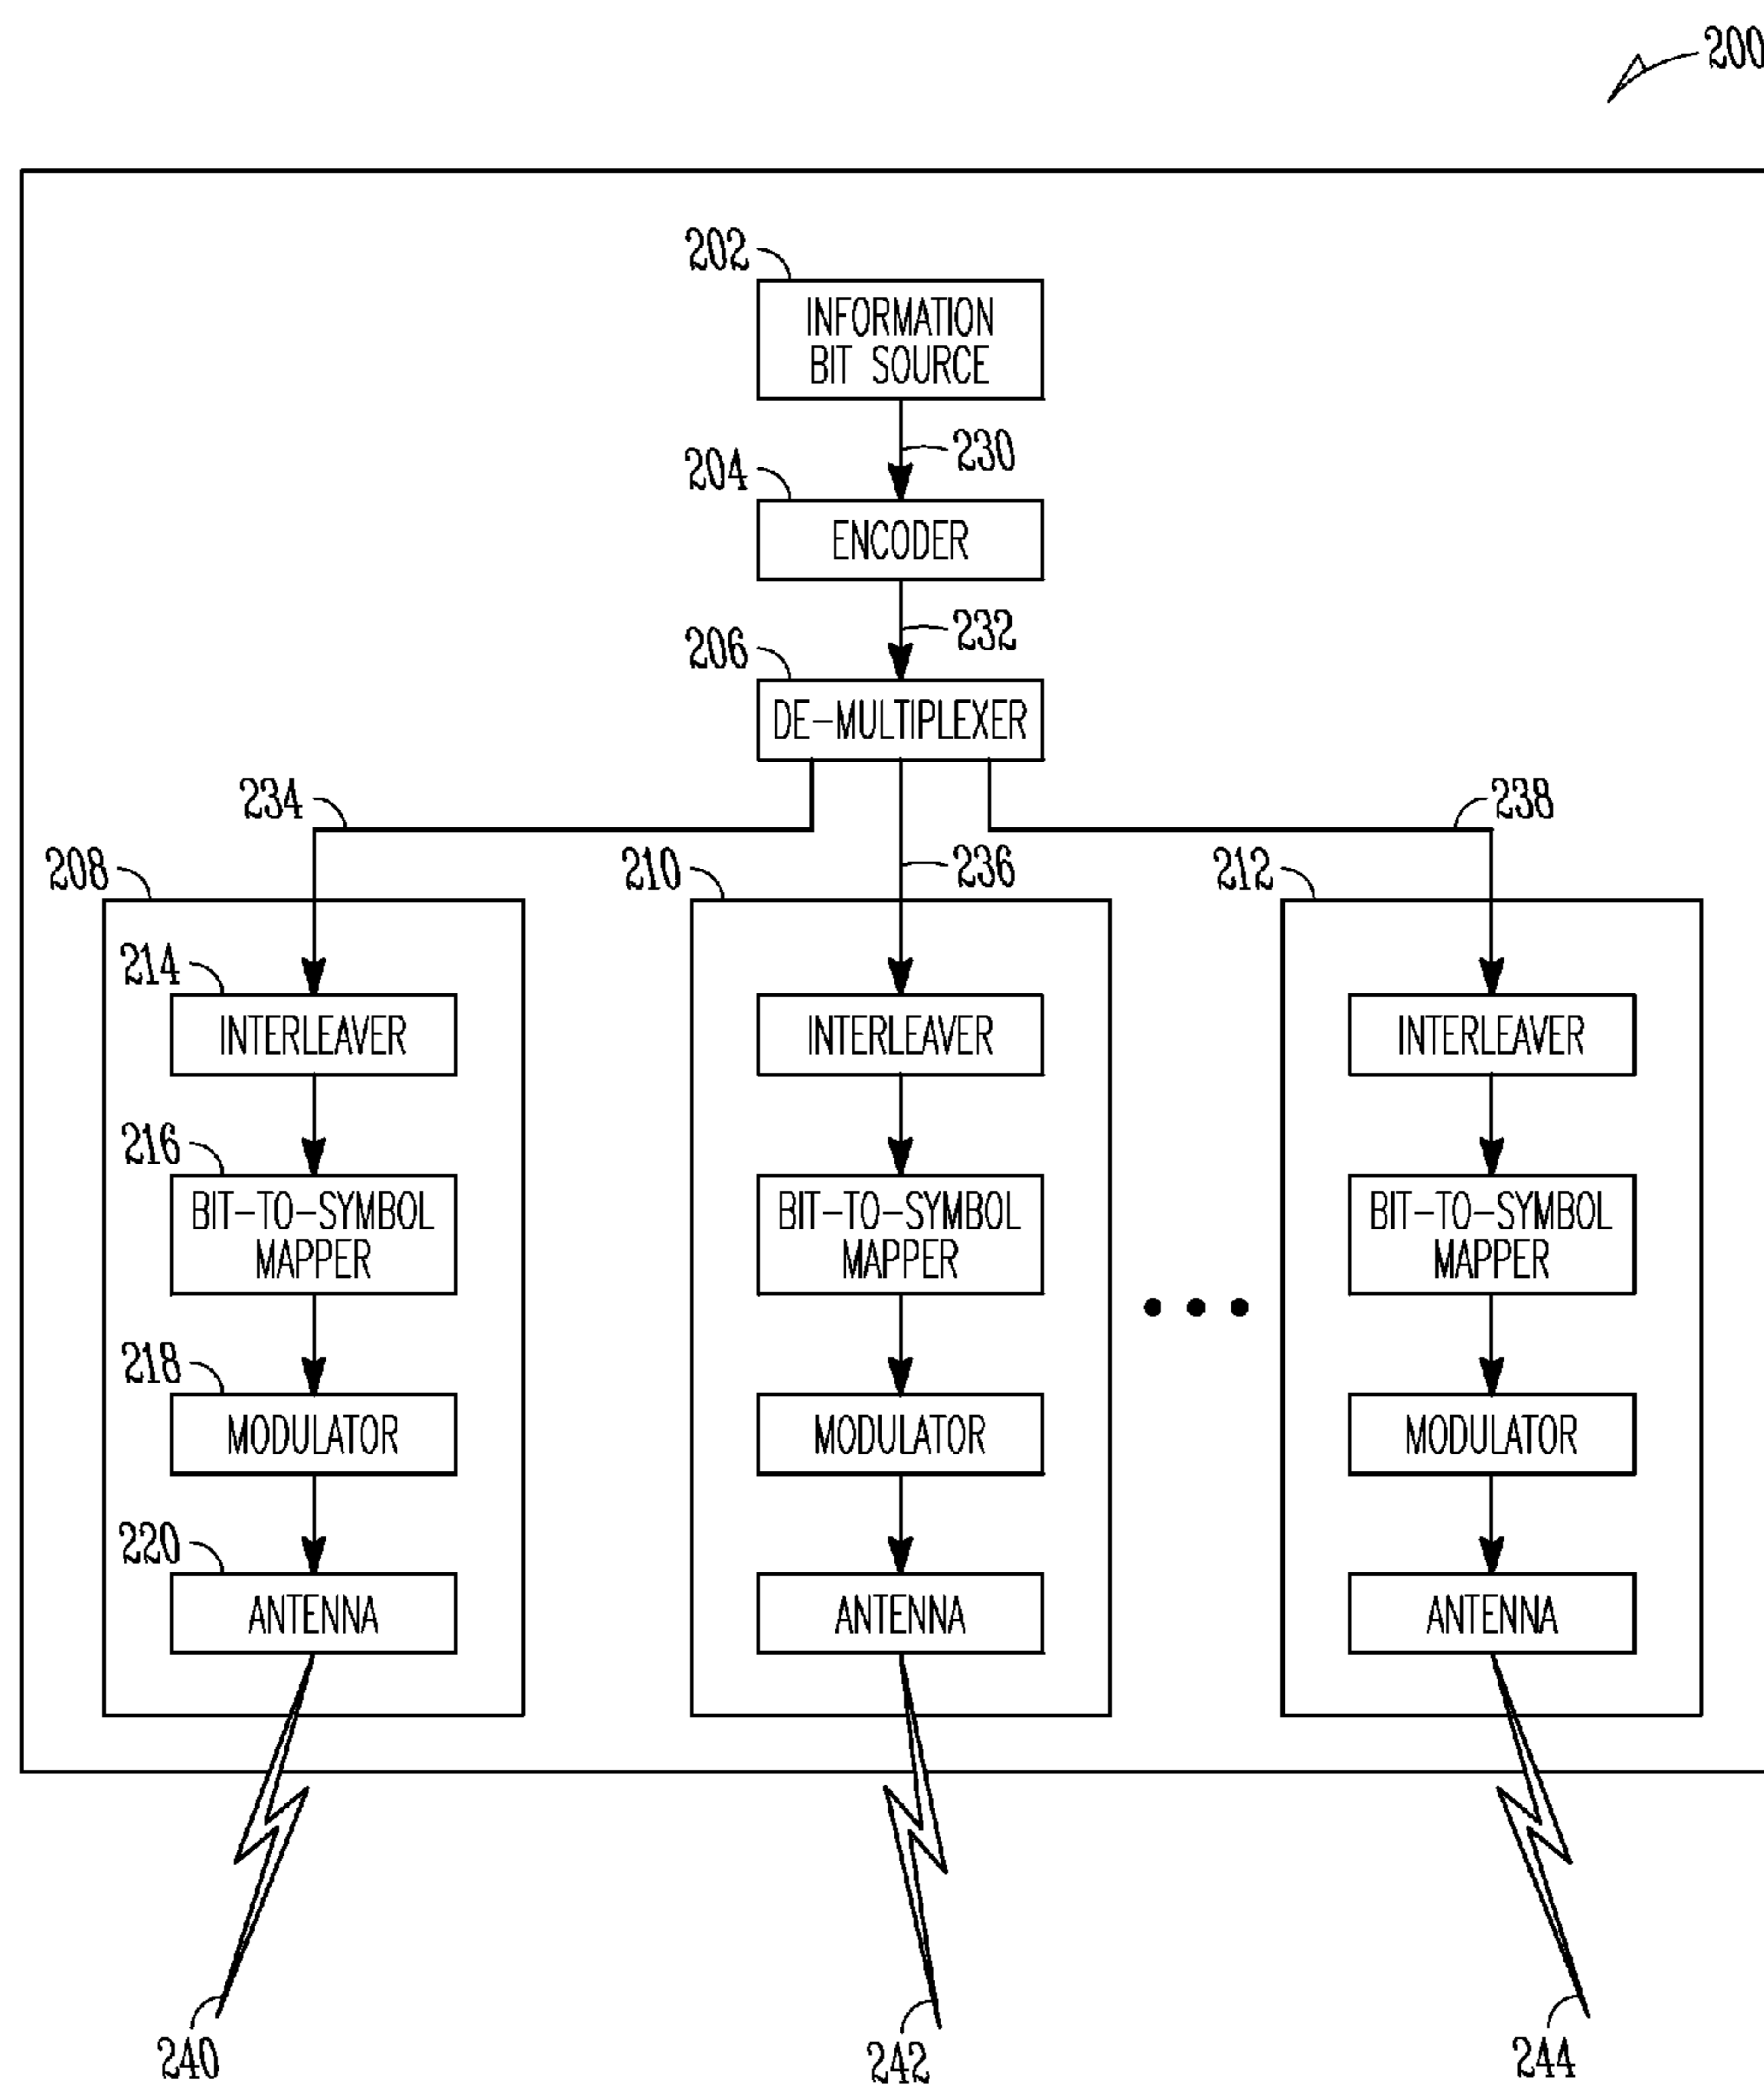 200
202
INFORMATION
BIT SOURCE
230
204
ENCODER
232
206
DE-MULTIPLEXER
234
238
208
210
236
212
214
INTERLEAVER
INTERLEAVER
INTERLEAVER
216
BIT-TO-SYMBOL
MAPPER
BIT-TO-SYMBOL
MAPPER
BIT-TO-SYMBOL
MAPPER
218
MODULATOR
MODULATOR
MODULATOR
220
ANTENNA
ANTENNA
ANTENNA
240
242
244